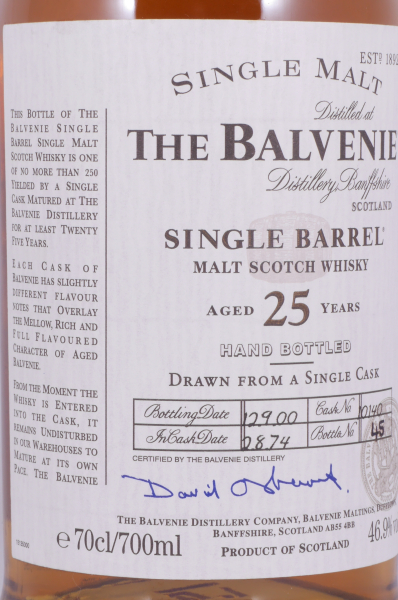 THIS BOTTLE OF THE
BALVENIE SINGLE
BARREL SINGLE MALT
SCOTCH WHISKY IS ONE
OF NO MORE THAN 250
YIELDED BY A SINGLE
CASK MATURED AT THE
BALVENIE DISTILLERY
FOR AT LEAST TWENTY
FIVE YEARS.
EACH CASK OF
BALVENIE HAS SLIGHTLY
DIFFERENT FLAVOUR
NOTES THAT OVERLAY
THE MELLOW, RICH AND
FULL FLAVOURED
CHARACTER OF AGED
BALVENIE.
FROM THE MOMENT THE
WHISKY IS ENTERED
INTO THE CASK, IT
REMAINS UNDISTURBED
IN OUR WAREHOUSES TO
MATURE AT ITS OWN
PACE. THE BALVENIE
ESTD 1892
SINGLE MALT
Distilled at
THE BALVENIE
Distillery, Banffshire
SCOTLAND
SINGLE BARREL
MALT SCOTCH WHISKY
AGED 25 YEARS
HAND BOTTLED
DRAWN FROM A SINGLE CASK
Bottling Date 12.9.00 Cask No 10140
In Cask Date 2.8.74 Bottle No 45
CERTIFIED BY THE BALVENIE DISTILLERY
THE BALVENIE DISTILLERY COMPANY, BALVENIE MALTINGS,
BANFFSHIRE, SCOTLAND AB55 4BB
e 70cl/700ml
PRODUCT OF SCOTLAND
46.9%